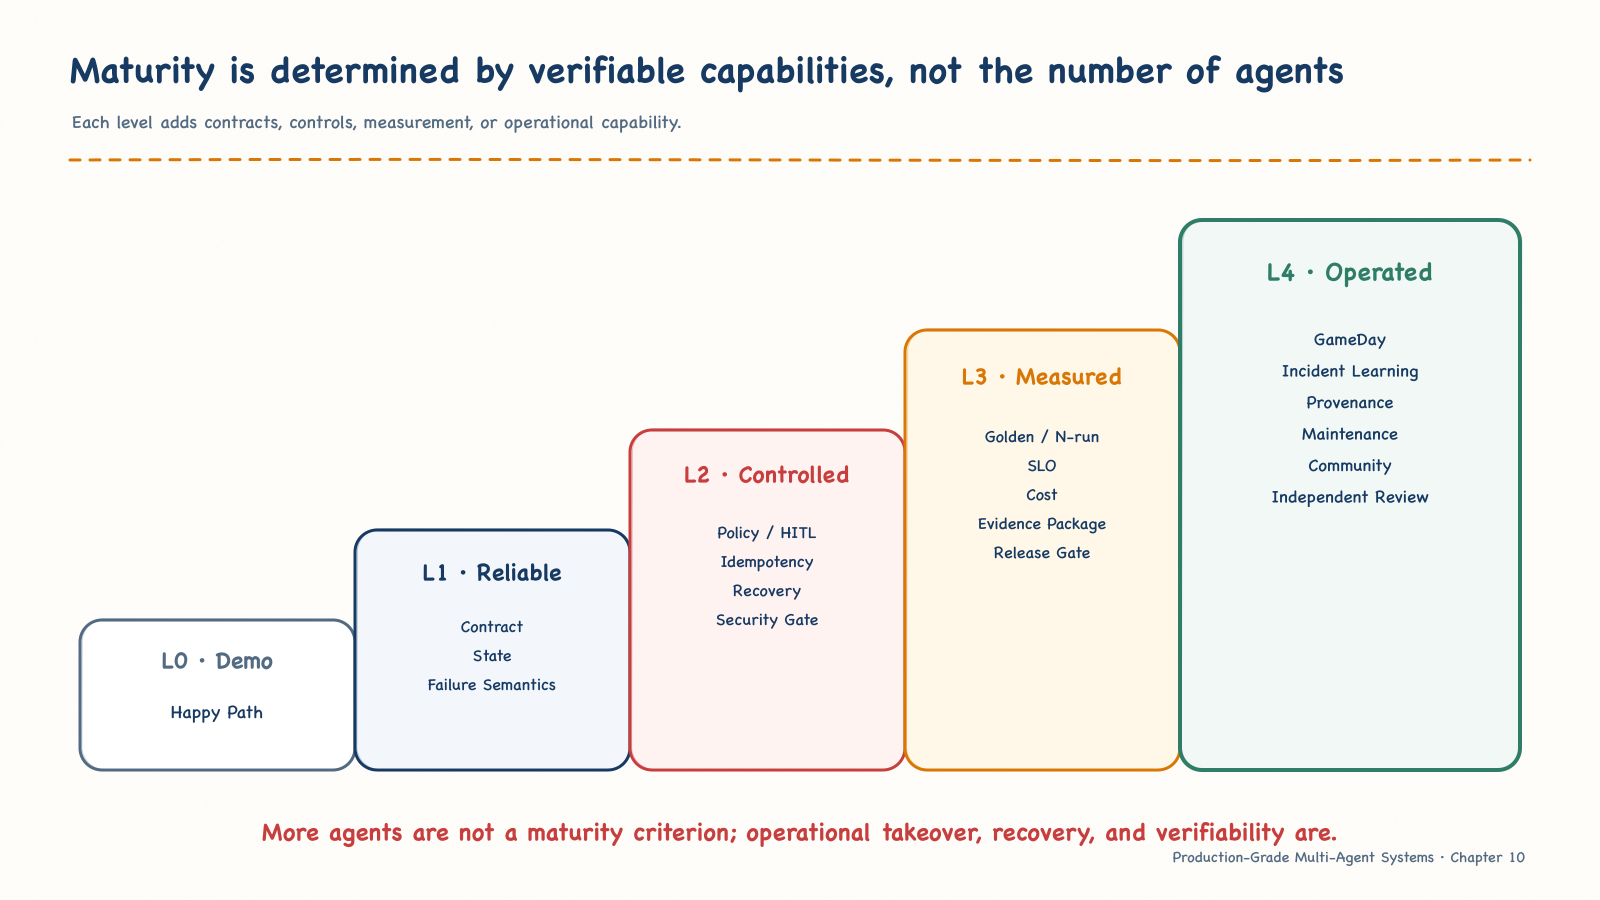 Maturity is determined by verifiable capabilities, not the number of agents
Each level adds contracts, controls, measurement, or operational capability.
L0 · Demo
Happy Path
L1 · Reliable
Contract
State
Failure Semantics
L2 · Controlled
Policy / HITL
Idempotency
Recovery
Security Gate
L3 · Measured
Golden / N-run
SLO
Cost
Evidence Package
Release Gate
L4 · Operated
GameDay
Incident Learning
Provenance
Maintenance
Community
Independent Review
More agents are not a maturity criterion; operational takeover, recovery, and verifiability are.
Production-Grade Multi-Agent Systems · Chapter 10